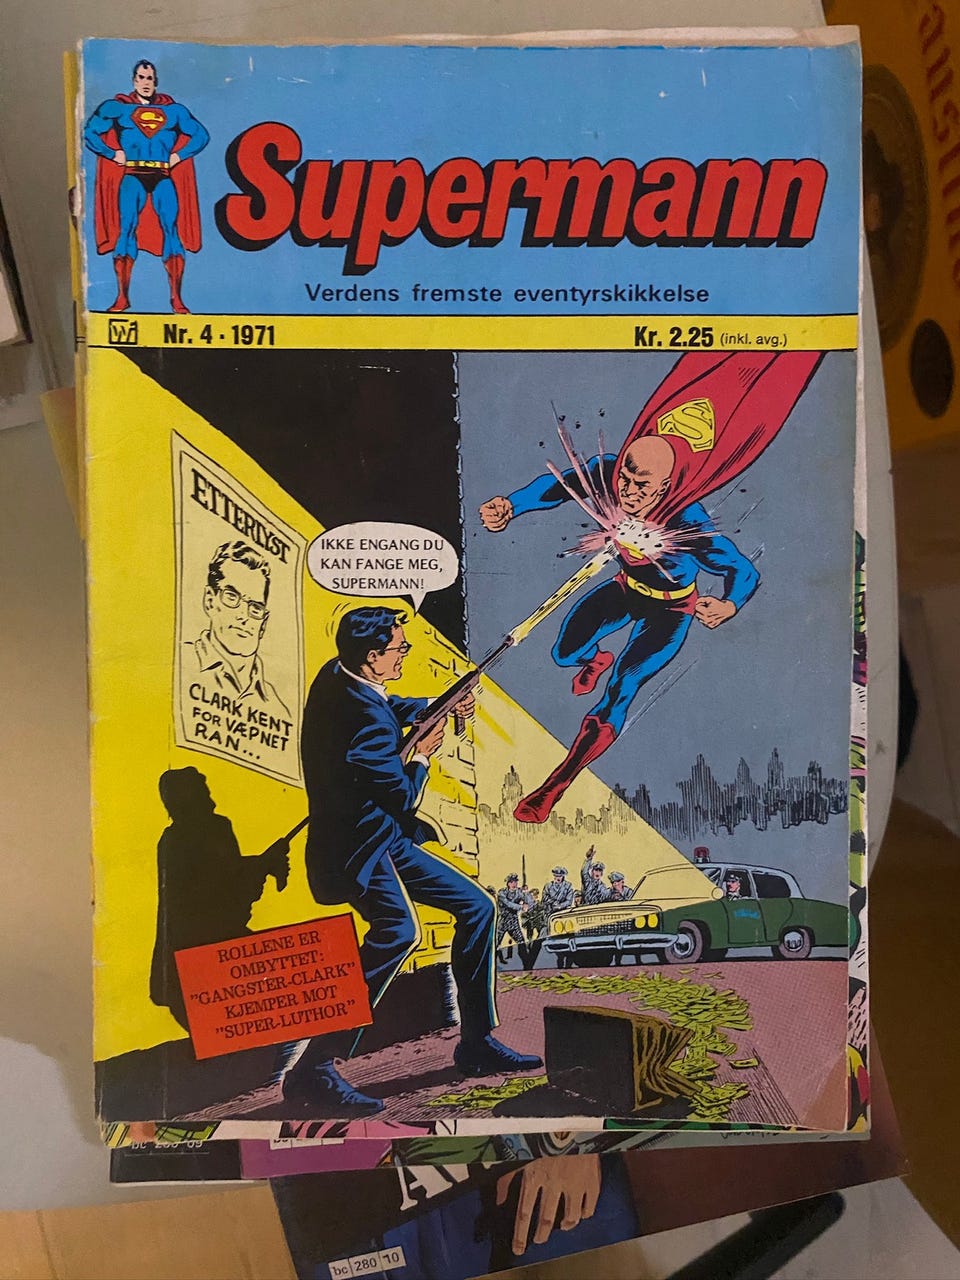 Supermann
Verdens fremste eventyrskikkelse
Wi Nr. 4 · 1971 Kr. 2.25 (inkl. avg.)
ETTERLYST
CLARK KENT
FOR VÆPNET
RAN...
IKKE ENGANG DU
KAN FANGE MEG,
SUPERMANN!
ROLLENE ER
OMBYTTET:
"GANGSTER-CLARK"
KJEMPER MOT
"SUPER-LUTHOR"
bc 280 10